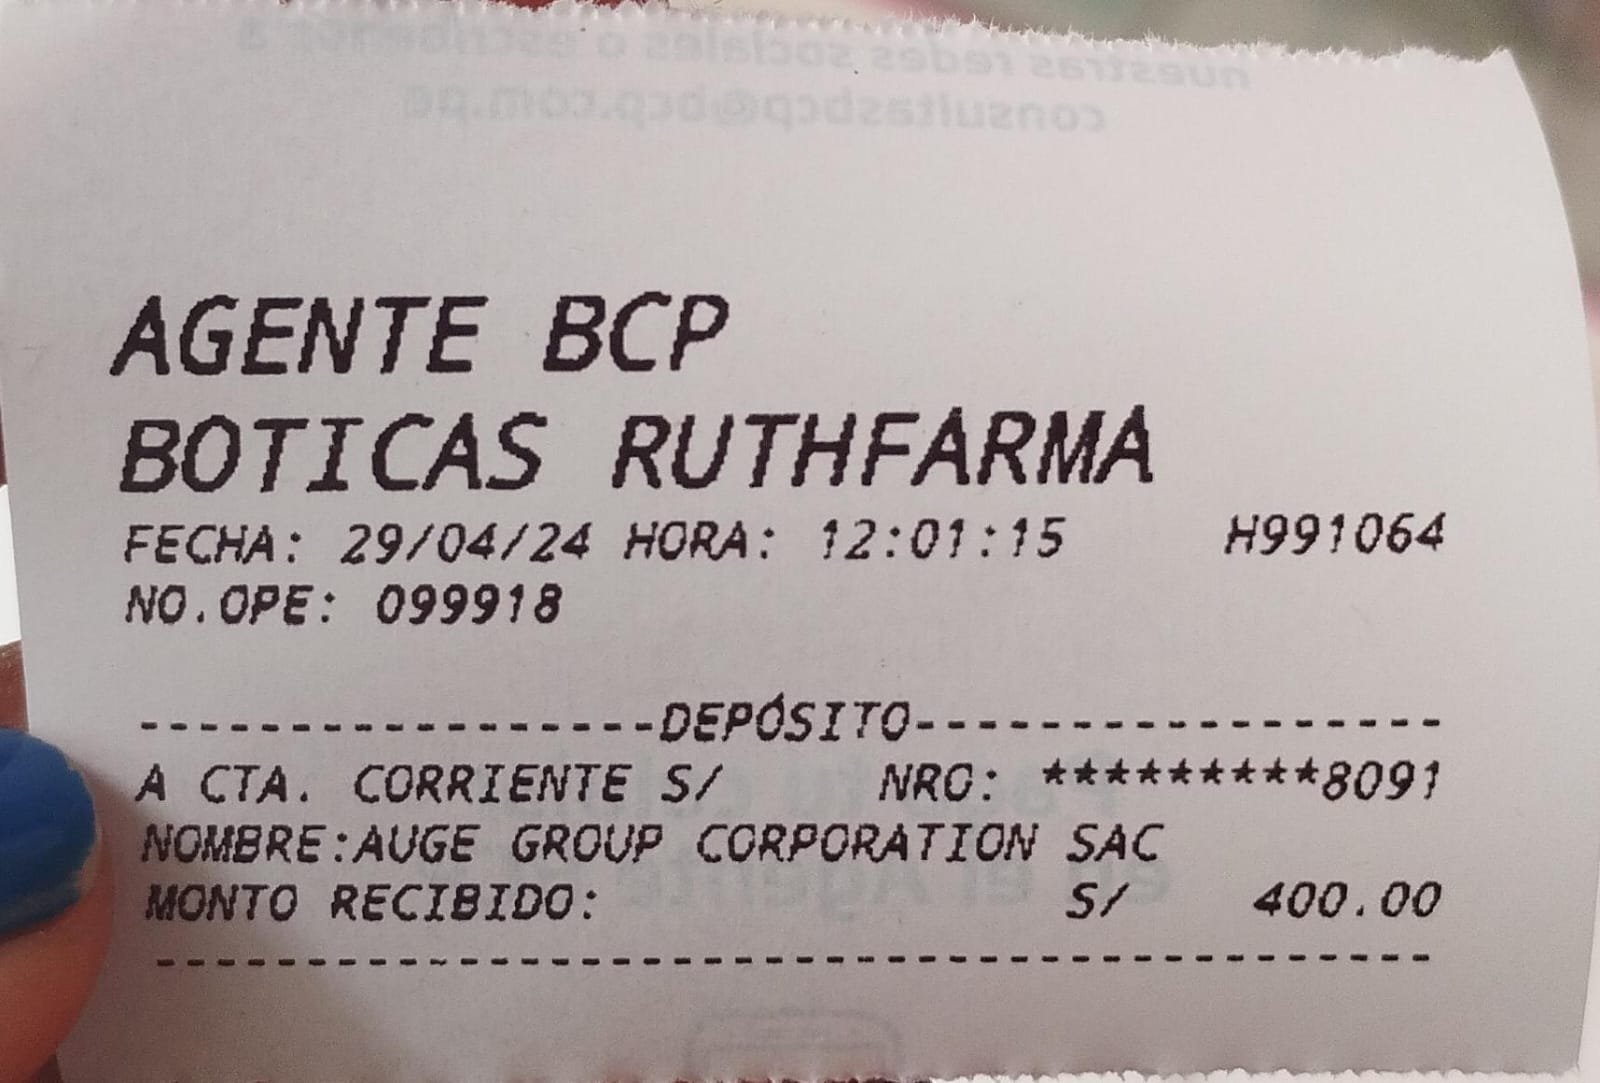 AGENTE BCP
BOTICAS RUTHFARMA
FECHA: 29/04/24 HORA: 12:01:15 H991064
NO.OPE: 099918
-----------------DEPÓSITO-----------------
A CTA. CORRIENTE S/ NRO: *********8091
NOMBRE:AUGE GROUP CORPORATION SAC
MONTO RECIBIDO: S/ 400.00
------------------------------------------